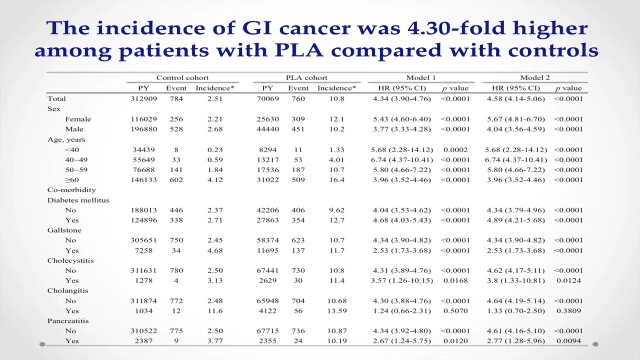 The incidence of GI cancer was 4.30-fold higher
among patients with PLA compared with controls
Control cohort PLA cohort Model 1 Model 2
PY Event Incidence* PY Event Incidence* HR (95% CI) p value HR (95% CI) p value
Total 312909 784 2.51 70069 760 10.8 4.34 (3.90-4.76) <0.0001 4.58 (4.14-5.06) <0.0001
Sex
Female 116029 256 2.21 25630 309 12.1 5.43 (4.60-6.40) <0.0001 5.67 (4.81-6.70) <0.0001
Male 196880 528 2.68 44440 451 10.2 3.77 (3.33-4.28) <0.0001 4.04 (3.56-4.59) <0.0001
Age, years
<40 34439 8 0.23 8294 11 1.33 5.68 (2.28-14.12) 0.0002 5.68 (2.28-14.12) <0.0001
40~49 55649 33 0.59 13217 53 4.01 6.74 (4.37-10.41) <0.0001 6.74 (4.37-10.41) <0.0001
50~59 76688 141 1.84 17536 187 10.7 5.80 (4.66-7.22) <0.0001 5.80 (4.66-7.22) <0.0001
≥60 146133 602 4.12 31022 509 16.4 3.96 (3.52-4.46) <0.0001 3.96 (3.52-4.46) <0.0001
Co-morbidity
Diabetes mellitus
No 188013 446 2.37 42206 406 9.62 4.04 (3.53-4.62) <0.0001 4.34 (3.79-4.96) <0.0001
Yes 124896 338 2.71 27863 354 12.7 4.68 (4.03-5.43) <0.0001 4.89 (4.21-5.68) <0.0001
Gallstone
No 305651 750 2.45 58374 623 10.7 4.34 (3.90-4.82) <0.0001 4.34 (3.90-4.82) <0.0001
Yes 7258 34 4.68 11695 137 11.7 2.53 (1.73-3.68) <0.0001 2.53 (1.73-3.68) <0.0001
Cholecystitis
No 311631 780 2.50 67441 730 10.8 4.31 (3.89-4.76) <0.0001 4.62 (4.17-5.11) <0.0001
Yes 1278 4 3.13 2629 30 11.4 3.57 (1.26-10.15) 0.0168 3.8 (1.33-10.81) 0.0124
Cholangitis
No 311874 772 2.48 65948 704 10.68 4.30 (3.88-4.76) <0.0001 4.64 (4.19-5.14) <0.0001
Yes 1034 12 11.6 4122 56 13.59 1.24 (0.66-2.31) 0.5070 1.33 (0.70-2.50) 0.3809
Pancreatitis
No 310522 775 2.50 67715 736 10.87 4.34 (3.92-4.80) <0.0001 4.61 (4.16-5.10) <0.0001
Yes 2387 9 3.77 2355 24 10.19 2.67 (1.24-5.75) 0.0120 2.77 (1.28-5.96) 0.0094